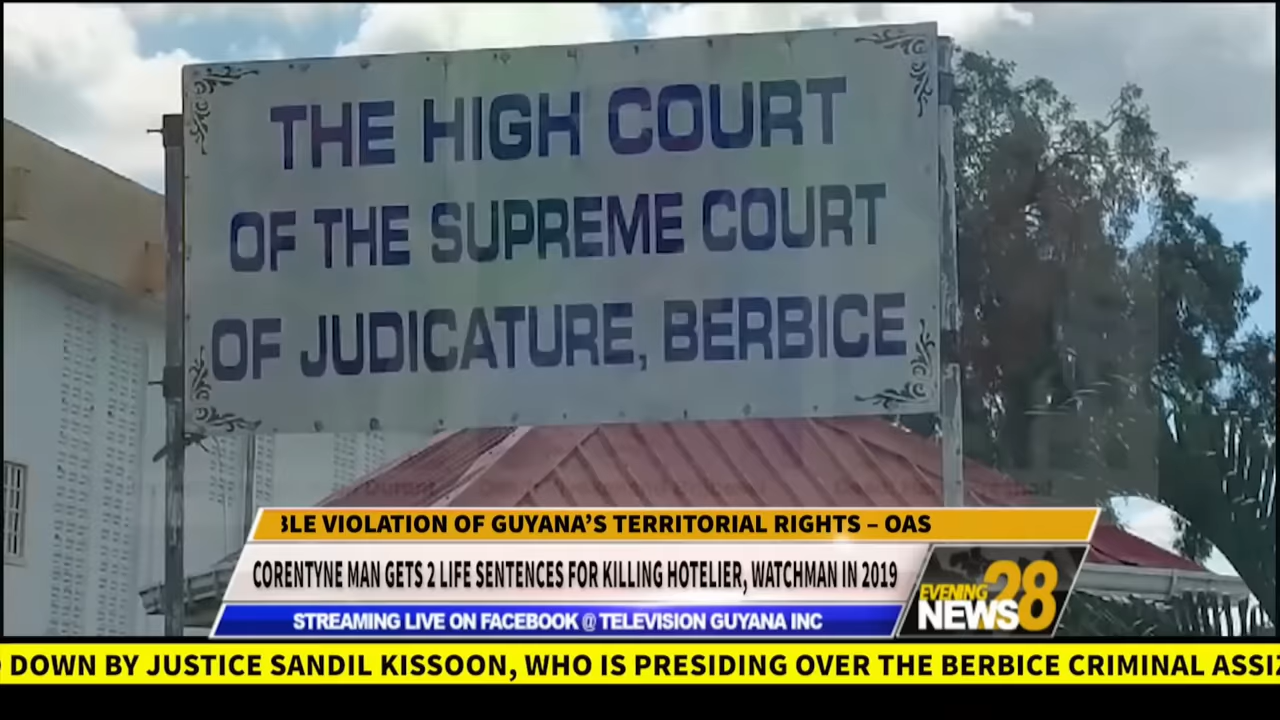 THE HIGH COURT
OF THE SUPREME COURT
OF JUDICATURE, BERBICE
VIOLATION OF GUYANA'S TERRITORIAL RIGHTS – OAS
CORENTYNE MAN GETS 2 LIFE SENTENCES FOR KILLING HOTELIER, WATCHMAN IN 2019
STREAMING LIVE ON FACEBOOK @ TELEVISION GUYANA INC
EVENING
NEWS 28
DOWN BY JUSTICE SANDIL KISSOON, WHO IS PRESIDING OVER THE BERBICE CRIMINAL